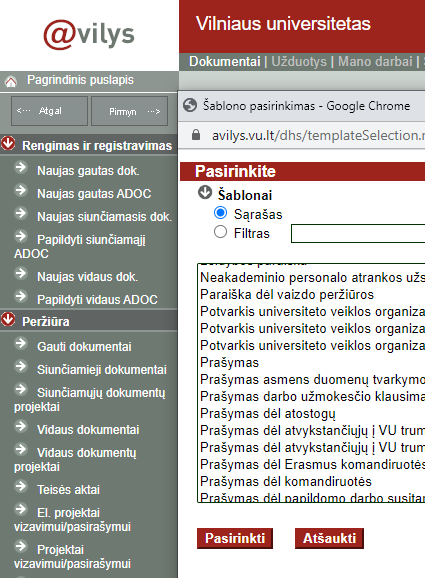 @vilys
Vilniaus universitetas
Dokumentai | Užduotys | Mano darbai |
Pagrindinis puslapis
<--- Atgal
Pirmyn --->
Rengimas ir registravimas
Naujas gautas dok.
Naujas gautas ADOC
Naujas siunčiamasis dok.
Papildyti siunčiamąjį
ADOC
Naujas vidaus dok.
Papildyti vidaus ADOC
Peržiūra
Gauti dokumentai
Siunčiamieji dokumentai
Siunčiamųjų dokumentų
projektai
Vidaus dokumentai
Vidaus dokumentų
projektai
Teisės aktai
El. projektai
vizavimui/pasirašymui
Projektai
vizavimui/pasirašymui
Šablono pasirinkimas - Google Chrome
avilys.vu.lt/dhs/templateSelection.
Pasirinkite
Šablonai
Sąrašas
Filtras
Neakademinio personalo atrankos užs
Paraiška dėl vaizdo peržiūros
Potvarkis universiteto veiklos organiza
Potvarkis universiteto veiklos organiza
Potvarkis universiteto veiklos organiza
Prašymas
Prašymas asmens duomenų tvarkymo
Prašymas darbo užmokesčio klausima
Prašymas dėl atostogų
Prašymas dėl atvykstančiųjų į VU trum
Prašymas dėl atvykstančiųjų į VU trum
Prašymas dėl Erasmus komandiruotės
Prašymas dėl komandiruotės
Prašymas dėl papildomo darbo susitar
Pasirinkti
Atšaukti